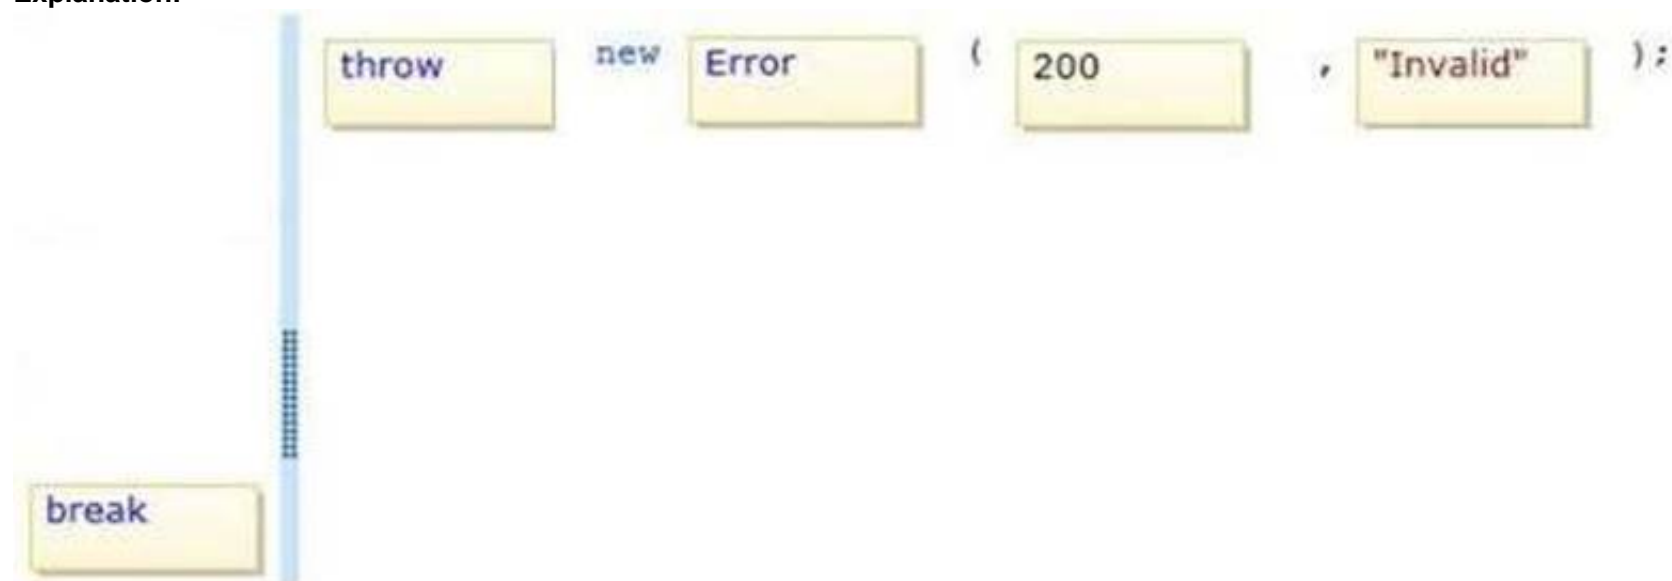 throw new Error ( 200 , "Invalid" );
break